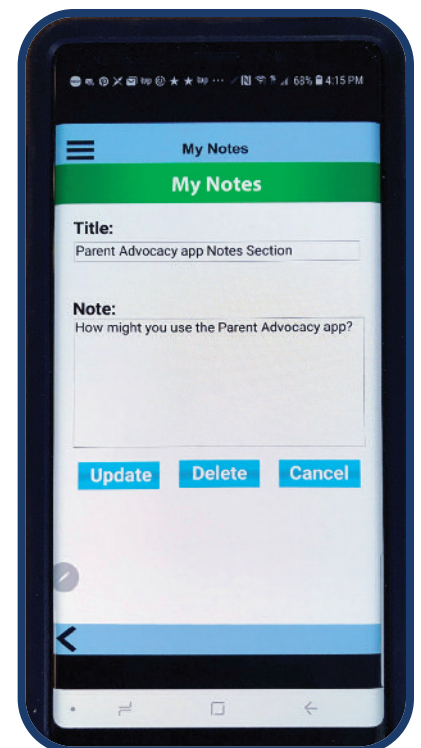 68% 4:15 PM
My Notes
My Notes
Title:
Parent Advocacy app Notes Section
Note:
How might you use the Parent Advocacy app?
Update Delete Cancel